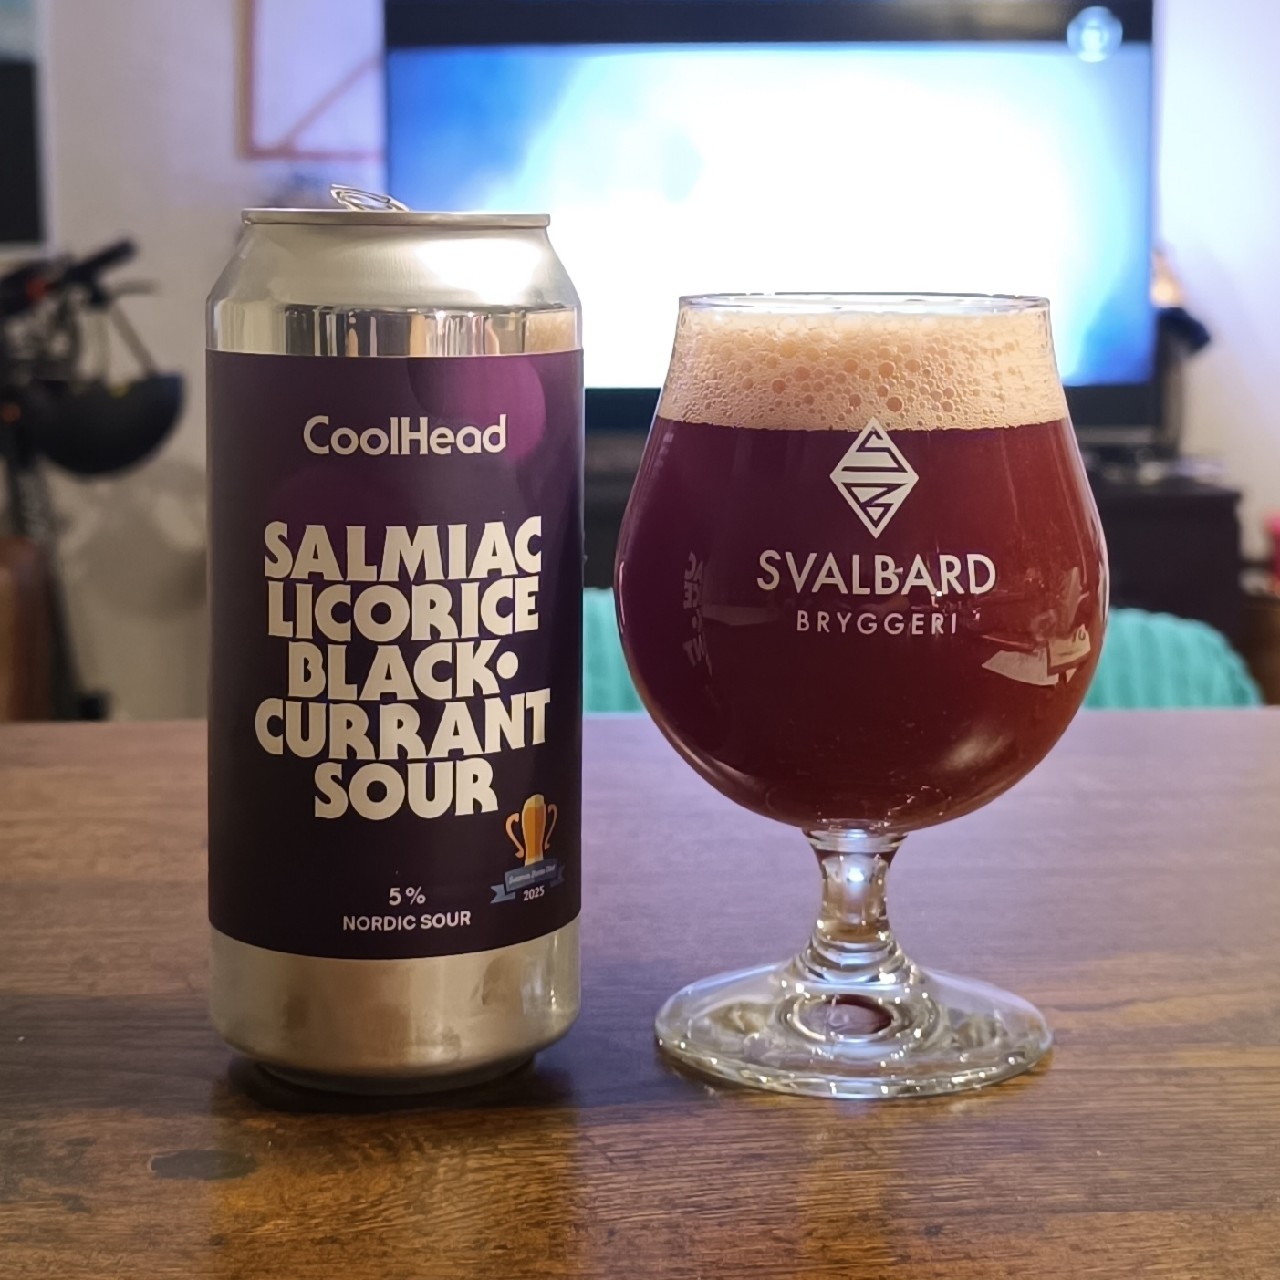 CoolHead
SALMIAC
LICORICE
BLACK•
CURRANT
SOUR
2025
5%
NORDIC SOUR
SVALBARD
BRYGGERI